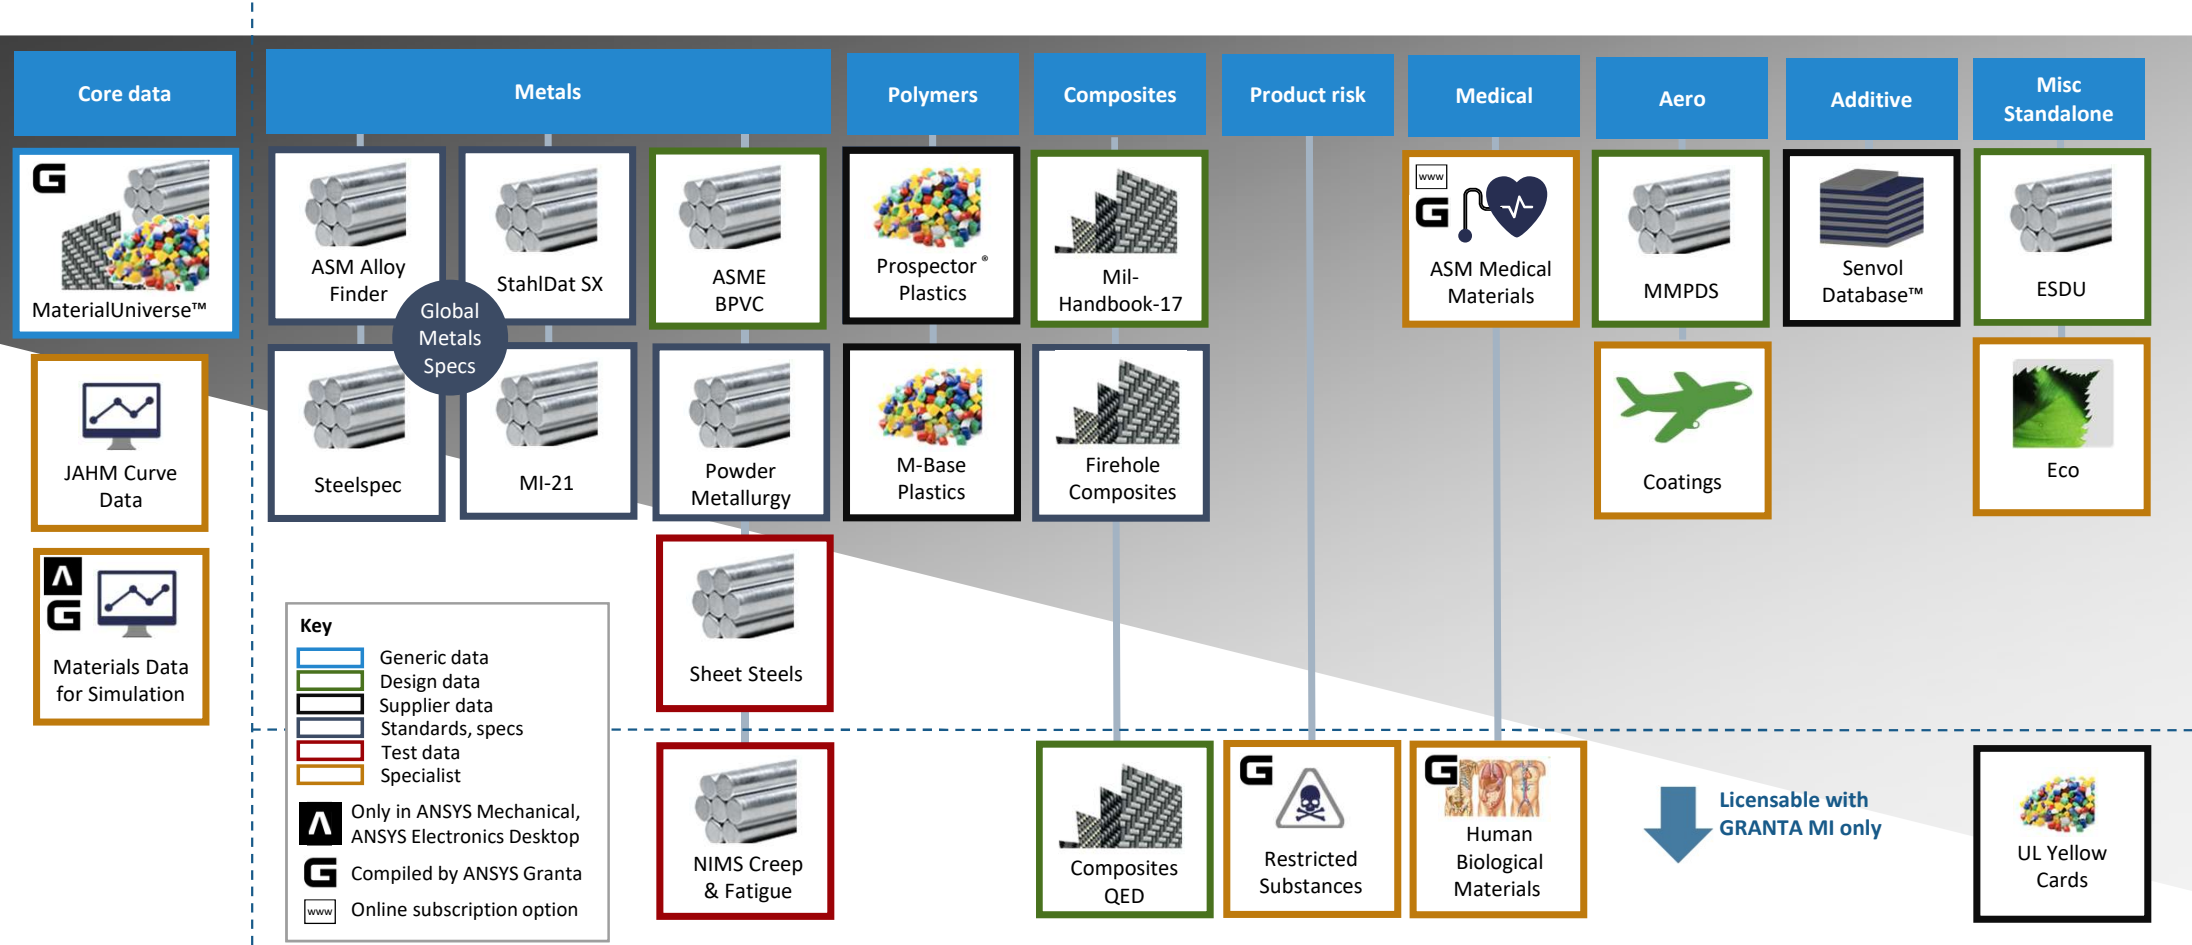 Core data
Metals
Polymers
Composites
Product risk
Medical
Aero
Additive
Misc
Standalone
G
MaterialUniverse™
ASM Alloy
Finder
StahlDat SX
ASME
BPVC
Prospector ®
Plastics
Mil-
Handbook-17
www
G
ASM Medical
Materials
MMPDS
Senvol
Database™
ESDU
Global
Metals
Specs
JAHM Curve
Data
Steelspec
MI-21
Powder
Metallurgy
M-Base
Plastics
Firehole
Composites
Coatings
Eco
Λ
G
Materials Data
for Simulation
Sheet Steels
Key
Generic data
Design data
Supplier data
Standards, specs
Test data
Specialist
Λ
Only in ANSYS Mechanical,
ANSYS Electronics Desktop
G
Compiled by ANSYS Granta
www
Online subscription option
NIMS Creep
& Fatigue
Composites
QED
G
Restricted
Substances
G
Human
Biological
Materials
Licensable with
GRANTA MI only
UL Yellow
Cards